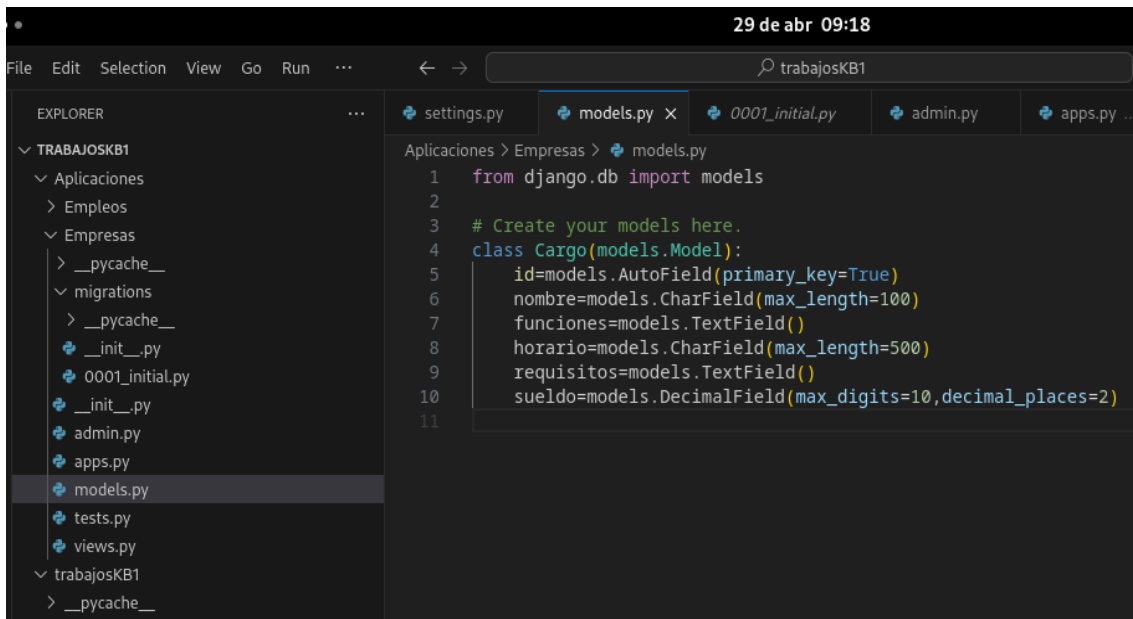 29 de abr 09:18
File Edit Selection View Go Run ··· trabajosKB1
EXPLORER ···
TRABAJOSKB1
Aplicaciones
Empleos
Empresas
__pycache__
migrations
__pycache__
__init__.py
0001_initial.py
__init__.py
admin.py
apps.py
models.py
tests.py
views.py
trabajosKB1
__pycache__
settings.py models.py 0001_initial.py admin.py apps.py ..
Aplicaciones > Empresas > models.py
1 from django.db import models
2
3 # Create your models here.
4 class Cargo(models.Model):
5 id=models.AutoField(primary_key=True)
6 nombre=models.CharField(max_length=100)
7 funciones=models.TextField()
8 horario=models.CharField(max_length=500)
9 requisitos=models.TextField()
10 sueldo=models.DecimalField(max_digits=10,decimal_places=2)
11